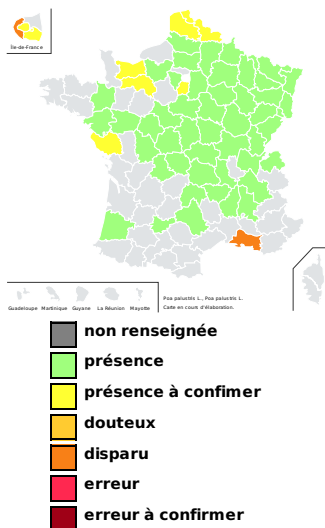 Île-de-France
Guadeloupe Martinique Guyane La Réunion Mayotte
Poa palustris L., Poa palustris L.
Carte en cours d'élaboration.
non renseignée
présence
présence à confimer
douteux
disparu
erreur
erreur à confirmer